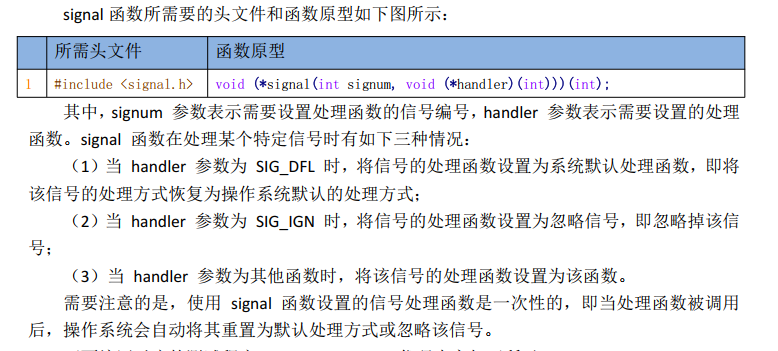 signal 函数所需要的头文件和函数原型如下图所示：
所需头文件 函数原型
1 #include <signal.h> void (*signal(int signum, void (*handler)(int)))(int);
其中，signum 参数表示需要设置处理函数的信号编号，handler 参数表示需要设置的处理
函数。signal 函数在处理某个特定信号时有如下三种情况：
（1）当 handler 参数为 SIG_DFL 时，将信号的处理函数设置为系统默认处理函数，即将
该信号的处理方式恢复为操作系统默认的处理方式；
（2）当 handler 参数为 SIG_IGN 时，将信号的处理函数设置为忽略信号，即忽略掉该信
号；
（3）当 handler 参数为其他函数时，将该信号的处理函数设置为该函数。
需要注意的是，使用 signal 函数设置的信号处理函数是一次性的，即当处理函数被调用
后，操作系统会自动将其重置为默认处理方式或忽略该信号。